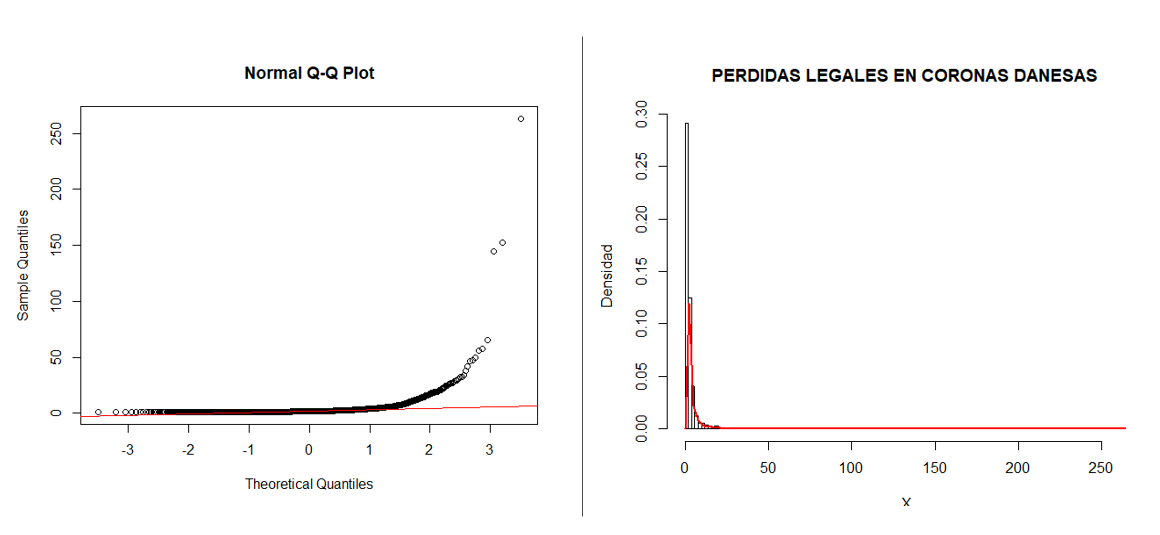 Normal Q-Q Plot
Sample Quantiles
250
200
150
100
50
0
-3 -2 -1 0 1 2 3
Theoretical Quantiles
PERDIDAS LEGALES EN CORONAS DANESAS
Densidad
0.30
0.25
0.20
0.15
0.10
0.05
0.00
0 50 100 150 200 250
X